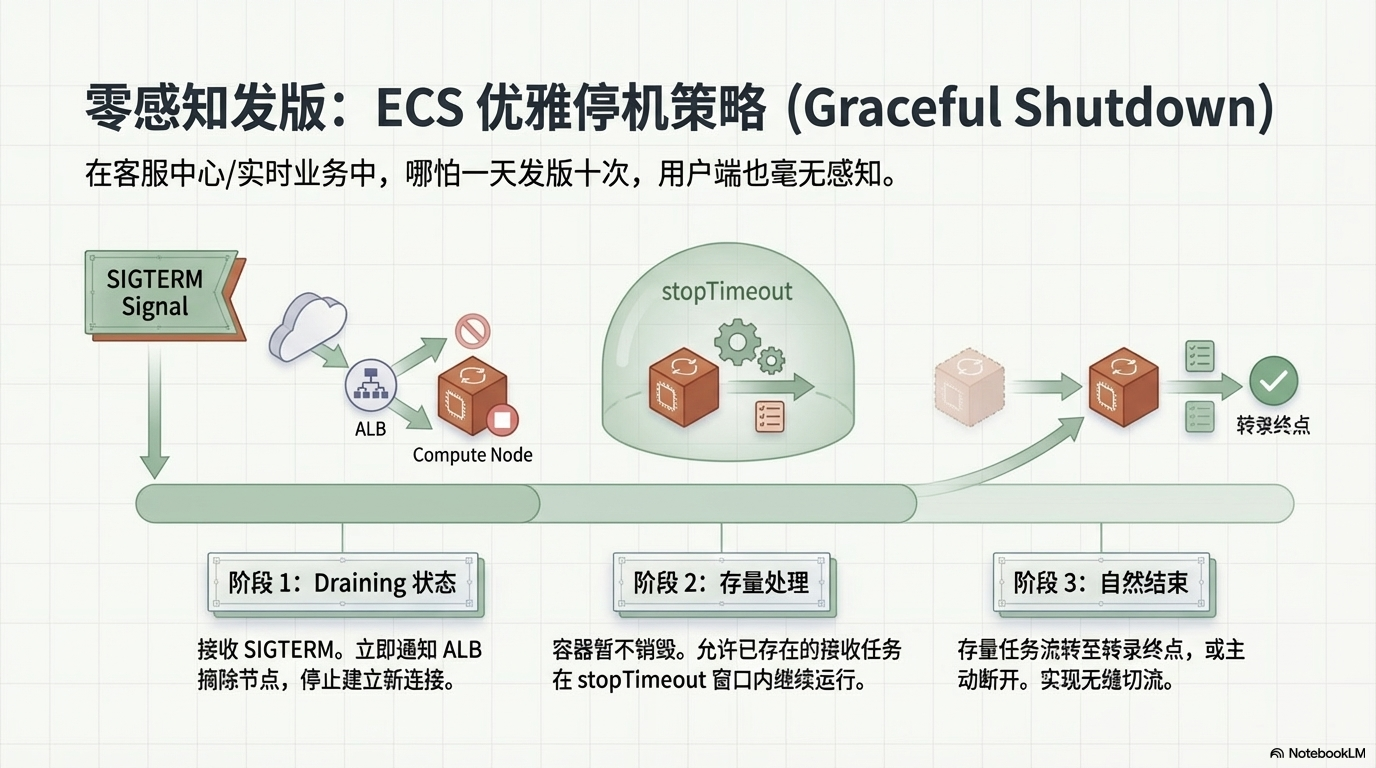 零感知发版：ECS 优雅停机策略 (Graceful Shutdown)
在客服中心/实时业务中，哪怕一天发版十次，用户端也毫无感知。
SIGTERM
Signal
ALB
Compute Node
stopTimeout
转录终点
阶段 1：Draining 状态
接收 SIGTERM。立即通知 ALB
摘除节点，停止建立新连接。
阶段 2：存量处理
容器暂不销毁。允许已存在的接收任务
在 stopTimeout 窗口内继续运行。
阶段 3：自然结束
存量任务流转至转录终点，或主
动断开。实现无缝切流。
NotebookLM